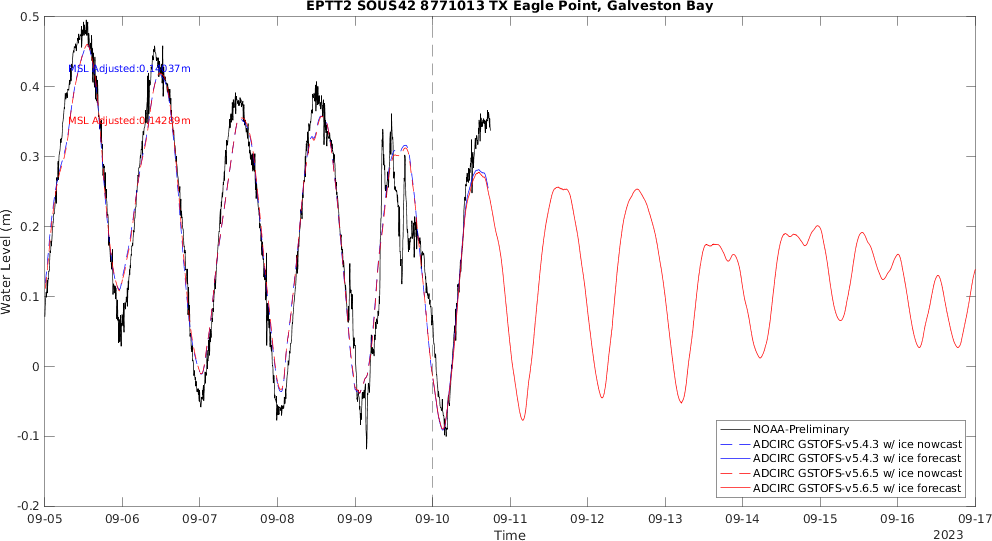 EPTT2 SOUS42 8771013 TX Eagle Point, Galveston Bay
0.5
0.4
0.3
0.2
0.1
0
-0.1
-0.2
Water Level (m)
MSL Adjusted:0.14037m
MSL Adjusted:0.14289m
NOAA-Preliminary
ADCIRC GSTOFS-v5.4.3 w/ ice nowcast
ADCIRC GSTOFS-v5.4.3 w/ ice forecast
ADCIRC GSTOFS-v5.6.5 w/ ice nowcast
ADCIRC GSTOFS-v5.6.5 w/ ice forecast
09-05 09-06 09-07 09-08 09-09 09-10 09-11 09-12 09-13 09-14 09-15 09-16 09-17
Time
2023